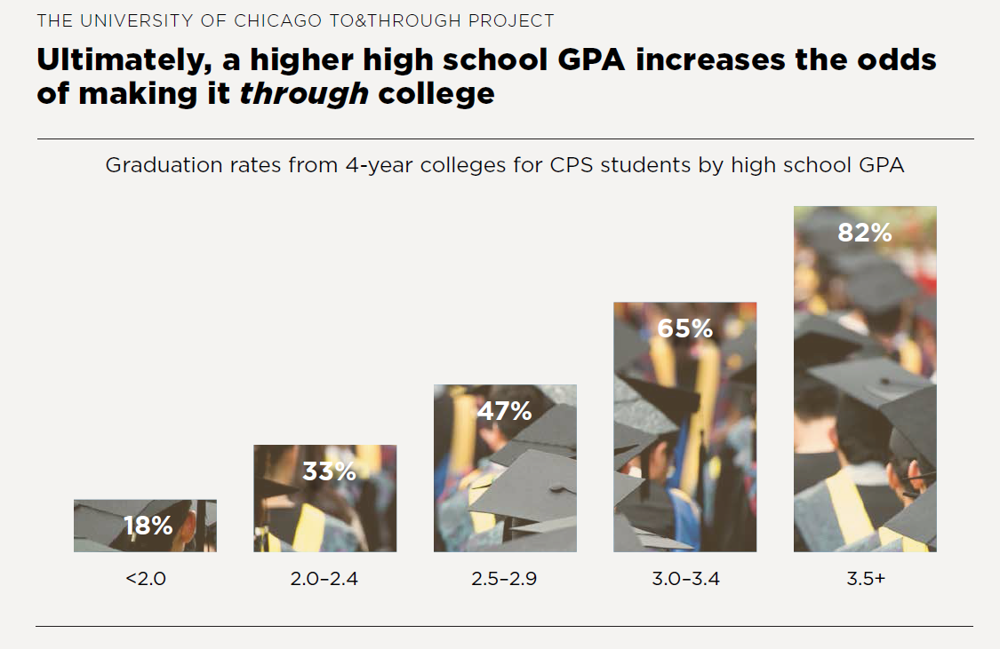 THE UNIVERSITY OF CHICAGO TO&THROUGH PROJECT
Ultimately, a higher high school GPA increases the odds
of making it through college
Graduation rates from 4-year colleges for CPS students by high school GPA
82%
65%
47%
33%
18%
<2.0
2.0–2.4
2.5–2.9
3.0–3.4
3.5+